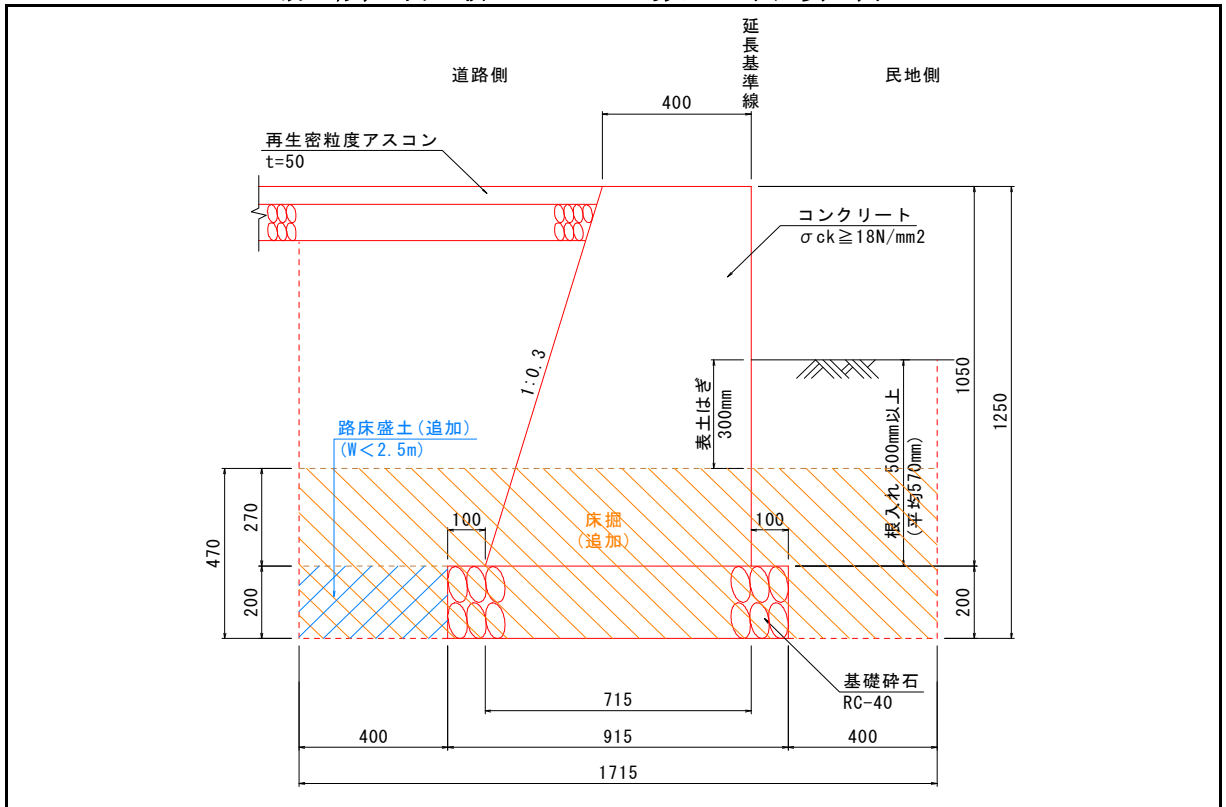 延長基準線
道路側
民地側
400
再生密粒度アスコン
t=50
コンクリート
σck≧18N/mm2
1:0.3
表土はぎ
300mm
根入れ 500mm以上
(平均570mm)
1050
1250
路床盛土(追加)
(W<2.5m)
床掘
(追加)
100
100
270
470
200
200
基礎砕石
RC-40
715
400
915
400
1715